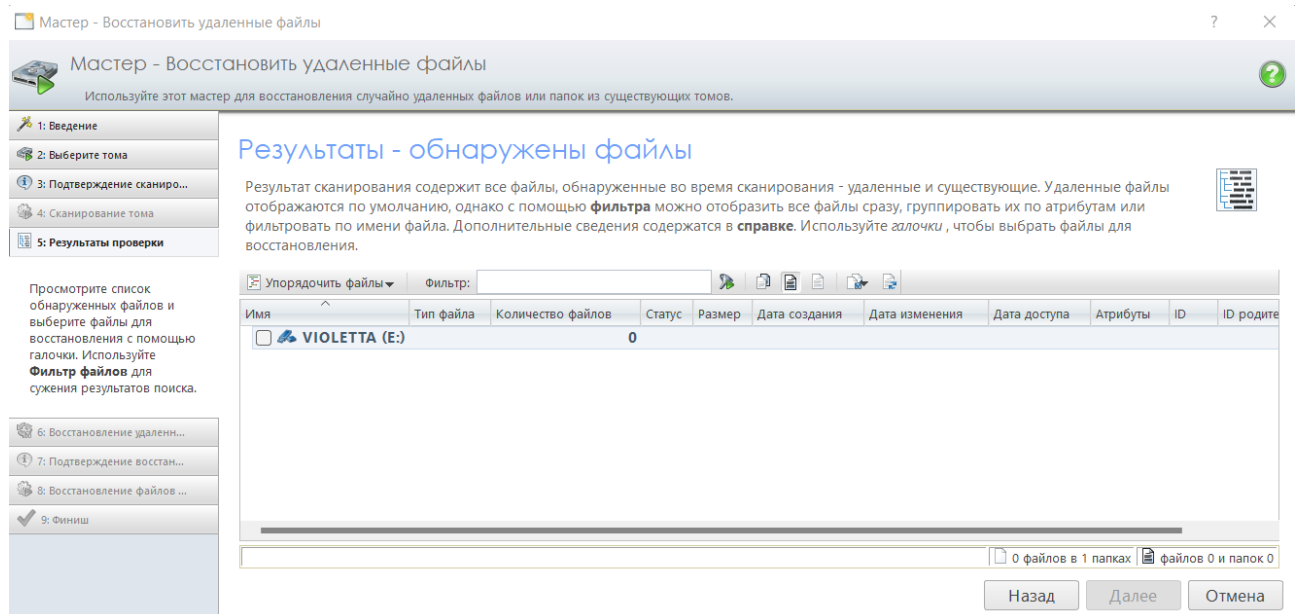 Мастер - Восстановить удаленные файлы
?
Мастер - Восстановить удаленные файлы
Используйте этот мастер для восстановления случайно удаленных файлов или папок из существующих томов.
1: Введение
2: Выберите тома
3: Подтверждение сканиро...
4: Сканирование тома
5: Результаты проверки
Просмотрите список
обнаруженных файлов и
выберите файлы для
восстановления с помощью
галочки. Используйте
Фильтр файлов для
сужения результатов поиска.
6: Восстановление удаленн...
7: Подтверждение восстан...
8: Восстановление файлов ...
9: Финиш
Результаты - обнаружены файлы
Результат сканирования содержит все файлы, обнаруженные во время сканирования - удаленные и существующие. Удаленные файлы
отображаются по умолчанию, однако с помощью фильтра можно отобразить все файлы сразу, группировать их по атрибутам или
фильтровать по имени файла. Дополнительные сведения содержатся в справке. Используйте галочки , чтобы выбрать файлы для
восстановления.
Упорядочить файлы Фильтр:
Имя Тип файла Количество файлов Статус Размер Дата создания Дата изменения Дата доступа Атрибуты ID ID родите
VIOLETTA (E:) 0
0 файлов в 1 папках файлов 0 и папок 0
Назад Далее Отмена